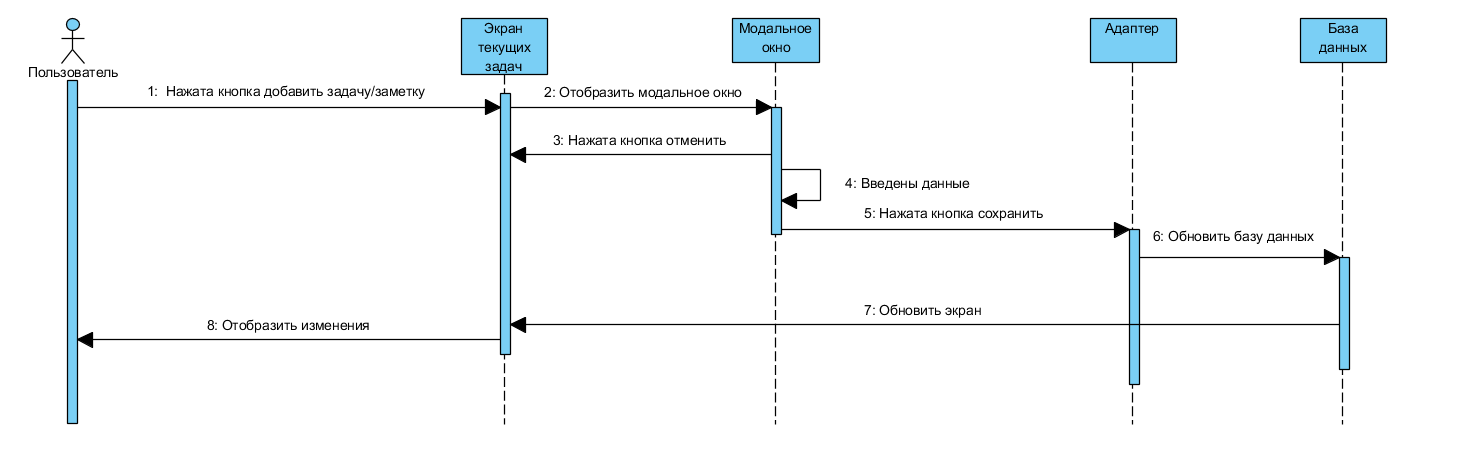 Пользователь
Экран
текущих
задач
Модальное
окно
Адаптер
База
данных
1: Нажата кнопка добавить задачу/заметку
2: Отобразить модальное окно
3: Нажата кнопка отменить
4: Введены данные
5: Нажата кнопка сохранить
6: Обновить базу данных
7: Обновить экран
8: Отобразить изменения